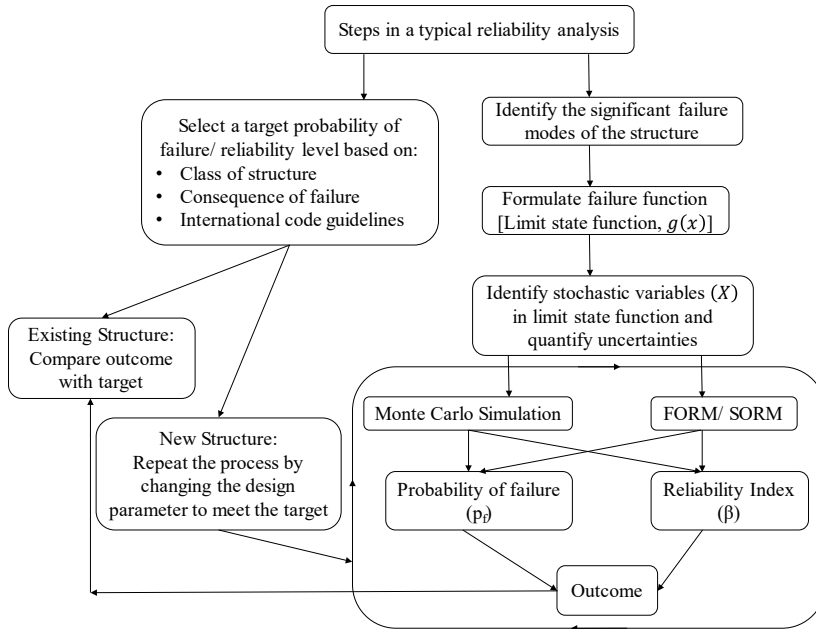 Steps in a typical reliability analysis
Select a target probability of
failure/ reliability level based on:
• Class of structure
• Consequence of failure
• International code guidelines
Identify the significant failure
modes of the structure
Formulate failure function
[Limit state function, g(x)]
Identify stochastic variables (X)
in limit state function and
quantify uncertainties
Existing Structure:
Compare outcome
with target
New Structure:
Repeat the process by
changing the design
parameter to meet the target
Monte Carlo Simulation
FORM/ SORM
Probability of failure
(pf)
Reliability Index
(β)
Outcome